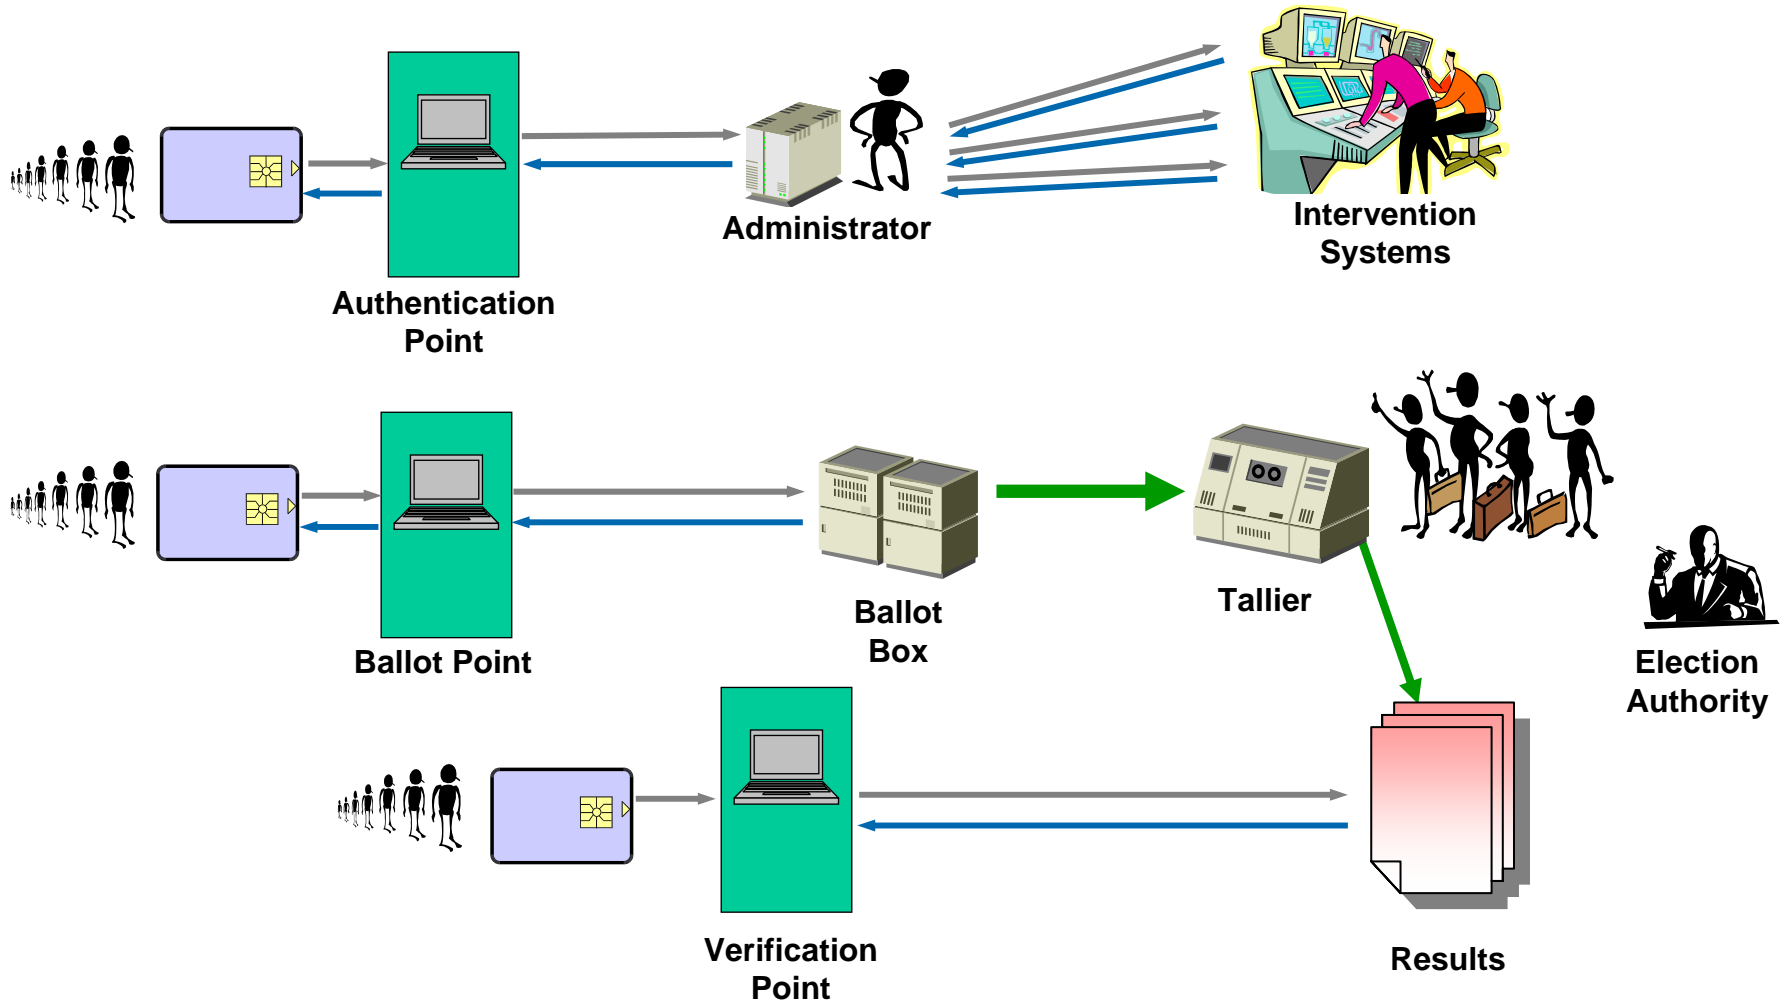 Administrator
Intervention
Systems
Authentication
Point
Ballot
Box
Tallier
Ballot Point
Election
Authority
Verification
Point
Results